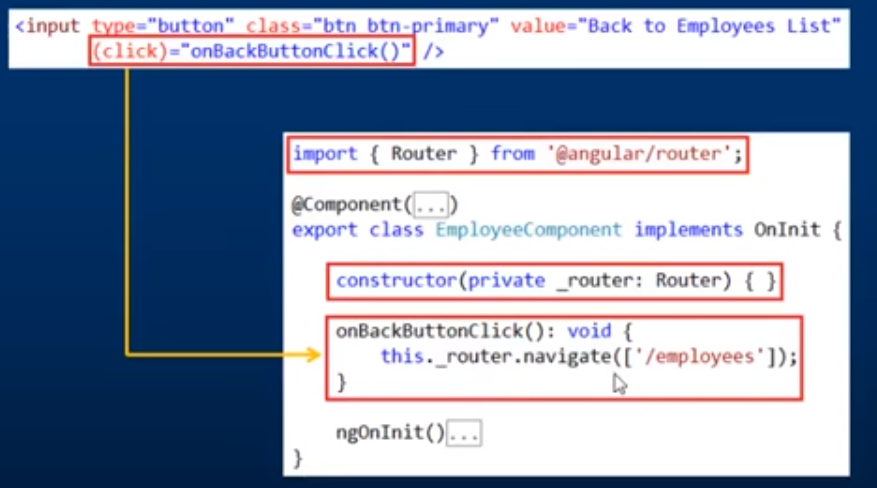 <input type="button" class="btn btn-primary" value="Back to Employees List"
(click)="onBackButtonClick()" />
import { Router } from '@angular/router';
@Component(...)
export class EmployeeComponent implements OnInit {
constructor(private _router: Router) { }
onBackButtonClick(): void {
this._router.navigate(['/employees']);
}
ngOnInit()...
}